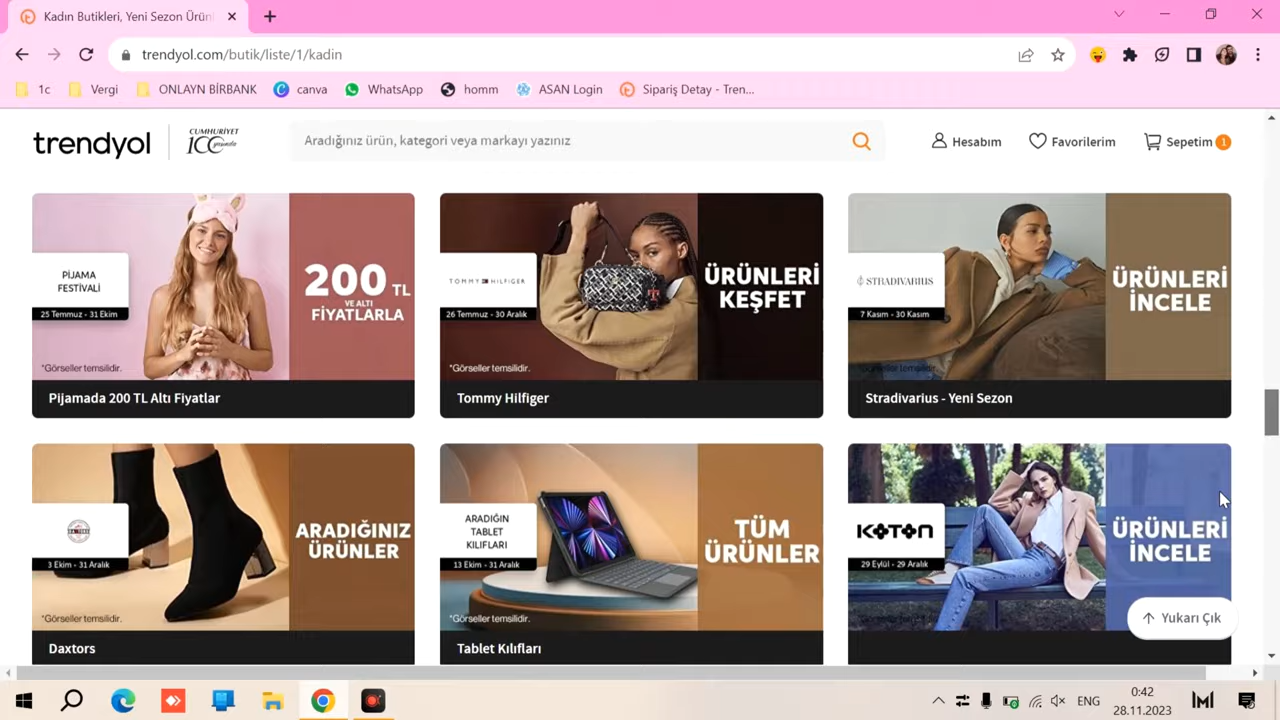 Kadın Butikleri, Yeni Sezon Ürün
trendyol.com/butik/liste/1/kadin
1c
Vergi
ONLAYN BİRBANK
canva
WhatsApp
homm
ASAN Login
Sipariş Detay - Tren...
trendyol
CUMHURİYET
100
Aradığınız ürün, kategori veya markayı yazınız
Hesabım
Favorilerim
Sepetim 1
PİJAMA
FESTİVALİ
25 Temmuz - 31 Ekim
200 TL
VE ALTI
FİYATLARLA
*Görseller temsilidir.
Pijamada 200 TL Altı Fiyatlar
TOMMY HILFIGER
26 Temmuz - 30 Aralık
ÜRÜNLERİ
KEŞFET
*Görseller temsilidir.
Tommy Hilfiger
STRADIVARIUS
7 Kasım - 30 Kasım
ÜRÜNLERİ
İNCELE
*Görseller temsilidir.
Stradivarius - Yeni Sezon
3 Ekim - 31 Aralık
ARADIĞINIZ
ÜRÜNLER
*Görseller temsilidir.
Daxtors
ARADIĞIN
TABLET
KILIFLARI
13 Ekim - 31 Aralık
TÜM
ÜRÜNLER
*Görseller temsilidir.
Tablet Kılıfları
KOTON
29 Eylül - 29 Aralık
ÜRÜNLERİ
İNCELE
Yukarı Çık
ENG
0:42
28.11.2023